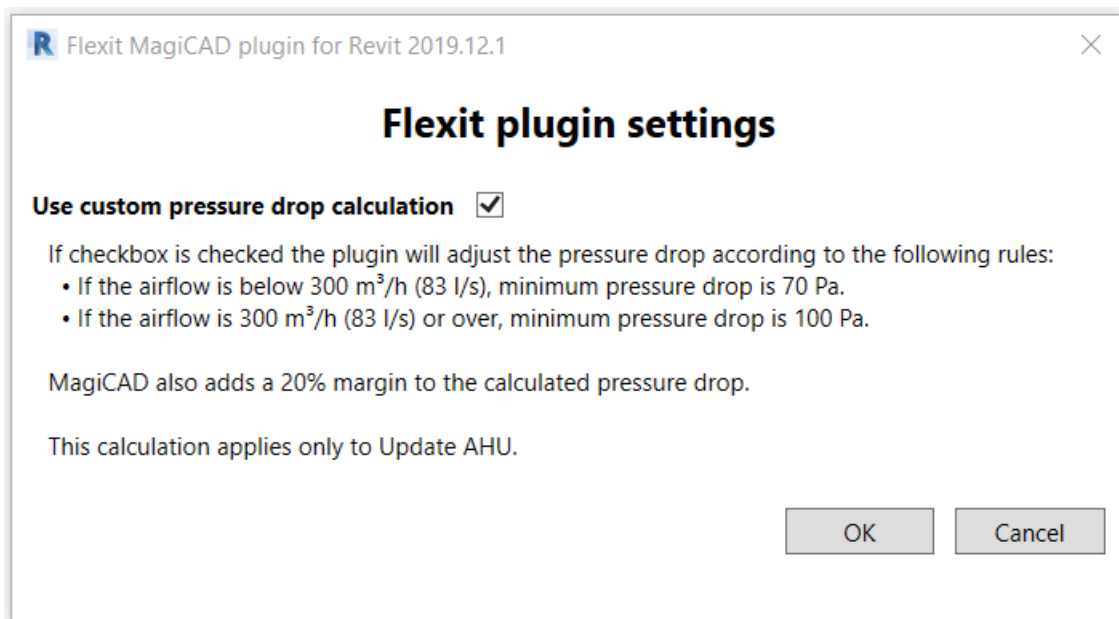 R Flexit MagiCAD plugin for Revit 2019.12.1
Flexit plugin settings
Use custom pressure drop calculation
If checkbox is checked the plugin will adjust the pressure drop according to the following rules:
• If the airflow is below 300 m³/h (83 l/s), minimum pressure drop is 70 Pa.
• If the airflow is 300 m³/h (83 l/s) or over, minimum pressure drop is 100 Pa.
MagiCAD also adds a 20% margin to the calculated pressure drop.
This calculation applies only to Update AHU.
OK Cancel